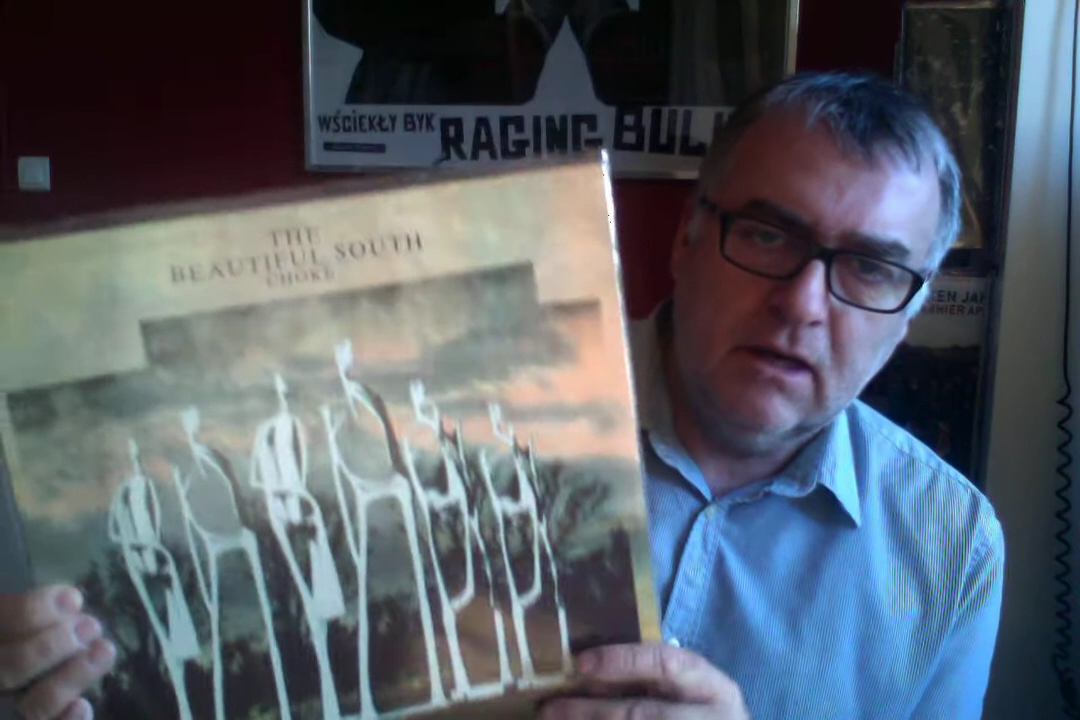 WŚCIEKŁY BYK
RAGING BULL
THE
BEAUTIFUL SOUTH
CHOKE